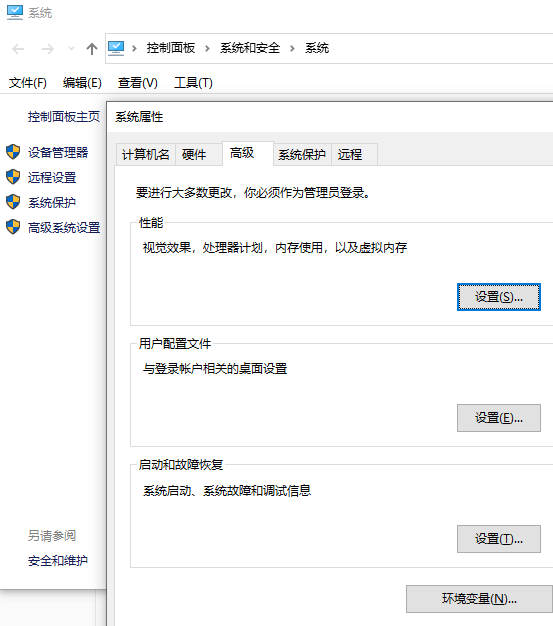 系统
控制面板 系统和安全 系统
文件(F) 编辑(E) 查看(V) 工具(T)
控制面板主页
设备管理器
远程设置
系统保护
高级系统设置
另请参阅
安全和维护
系统属性
计算机名 硬件 高级 系统保护 远程
要进行大多数更改，你必须作为管理员登录。
性能
视觉效果，处理器计划，内存使用，以及虚拟内存
设置(S)...
用户配置文件
与登录帐户相关的桌面设置
设置(E)...
启动和故障恢复
系统启动、系统故障和调试信息
设置(T)...
环境变量(N)...